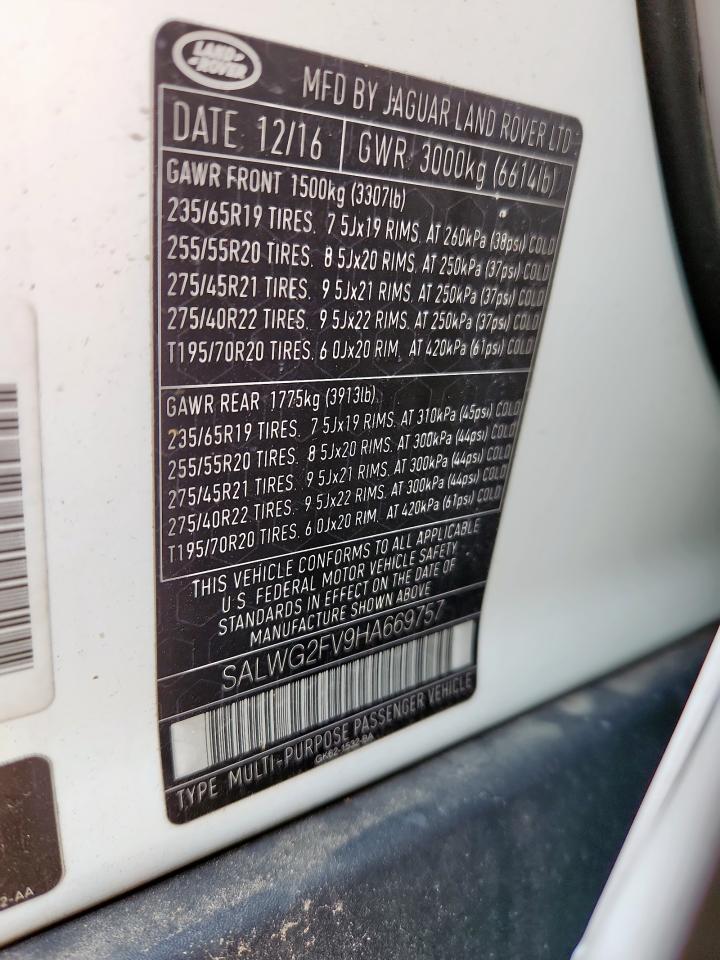 LAND ROVER
MFD BY JAGUAR LAND ROVER LTD
DATE 12/16 GWR 3000kg (6614lb)
GAWR FRONT 1500kg (3307lb)
235/65R19 TIRES. 7 5Jx19 RIMS. AT 260kPa (38psi) COLD
255/55R20 TIRES. 8 5Jx20 RIMS. AT 250kPa (37psi) COLD
275/45R21 TIRES. 9 5Jx21 RIMS. AT 250kPa (37psi) COLD
275/40R22 TIRES. 9 5Jx22 RIMS. AT 250kPa (37psi) COLD
T195/70R20 TIRES. 6 0Jx20 RIM. AT 420kPa (61psi) COLD
GAWR REAR 1775kg (3913lb)
235/65R19 TIRES. 7 5Jx19 RIMS. AT 310kPa (45psi) COLD
255/55R20 TIRES. 8 5Jx20 RIMS. AT 300kPa (44psi) COLD
275/45R21 TIRES. 9 5Jx21 RIMS. AT 300kPa (44psi) COLD
275/40R22 TIRES. 9 5Jx22 RIMS. AT 300kPa (44psi) COLD
T195/70R20 TIRES. 6 0Jx20 RIM. AT 420kPa (61psi) COLD
THIS VEHICLE CONFORMS TO ALL APPLICABLE
U.S. FEDERAL MOTOR VEHICLE SAFETY
STANDARDS IN EFFECT ON THE DATE OF
MANUFACTURE SHOWN ABOVE
SALWG2FV9HA669757
TYPE MULTI-PURPOSE PASSENGER VEHICLE
GK62-1532-BA
2-AA